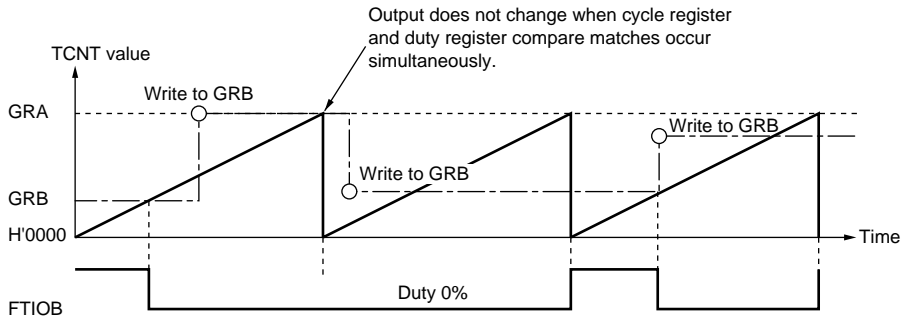 Output does not change when cycle register
and duty register compare matches occur
simultaneously.
TCNT value
Write to GRB
GRA
Write to GRB
Write to GRB
GRB
H'0000
Time
Duty 0%
FTIOB